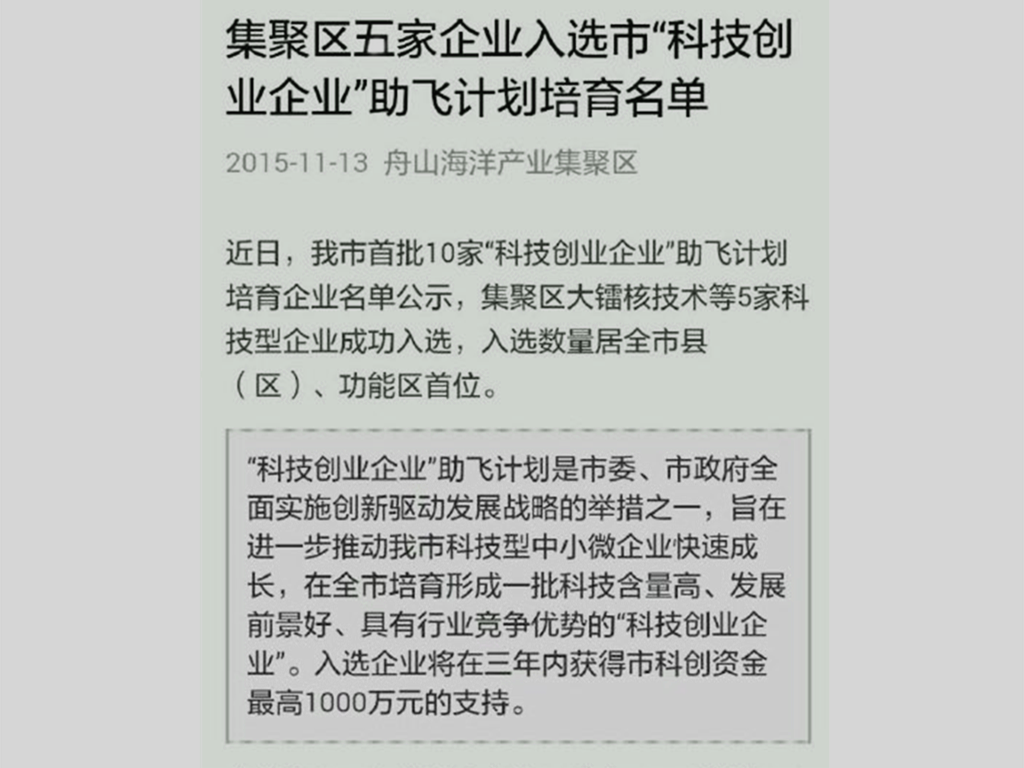 集聚区五家企业入选市“科技创
业企业”助飞计划培育名单
2015-11-13 舟山海洋产业集聚区
近日，我市首批10家“科技创业企业”助飞计划
培育企业名单公示，集聚区大镭核技术等5家科
技型企业成功入选，入选数量居全市县
（区）、功能区首位。
“科技创业企业”助飞计划是市委、市政府全
面实施创新驱动发展战略的举措之一，旨在
进一步推动我市科技型中小微企业快速成
长，在全市培育形成一批科技含量高、发展
前景好、具有行业竞争优势的“科技创业企
业”。入选企业将在三年内获得市科创资金
最高1000万元的支持。